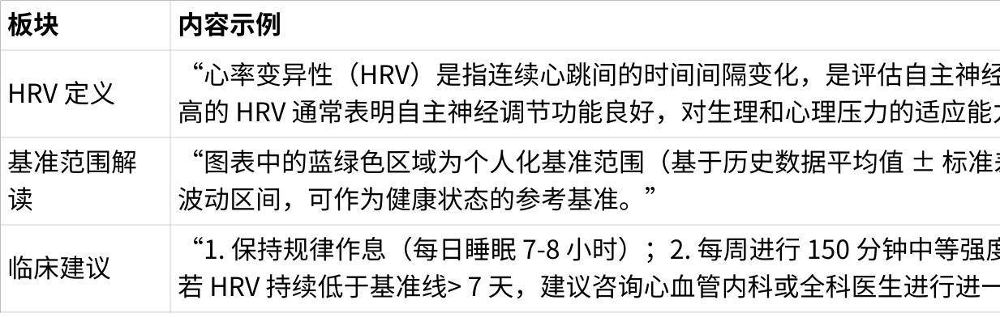 板块 内容示例
HRV 定义
“心率变异性（HRV）是指连续心跳间的时间间隔变化，是评估自主神经
高的 HRV 通常表明自主神经调节功能良好，对生理和心理压力的适应能
基准范围解
读
“图表中的蓝绿色区域为个人化基准范围（基于历史数据平均值 ± 标准
波动区间，可作为健康状态的参考基准。”
临床建议
“1. 保持规律作息（每日睡眠 7-8 小时）；2. 每周进行 150 分钟中等强度
若 HRV 持续低于基准线> 7 天，建议咨询心血管内科或全科医生进行进一